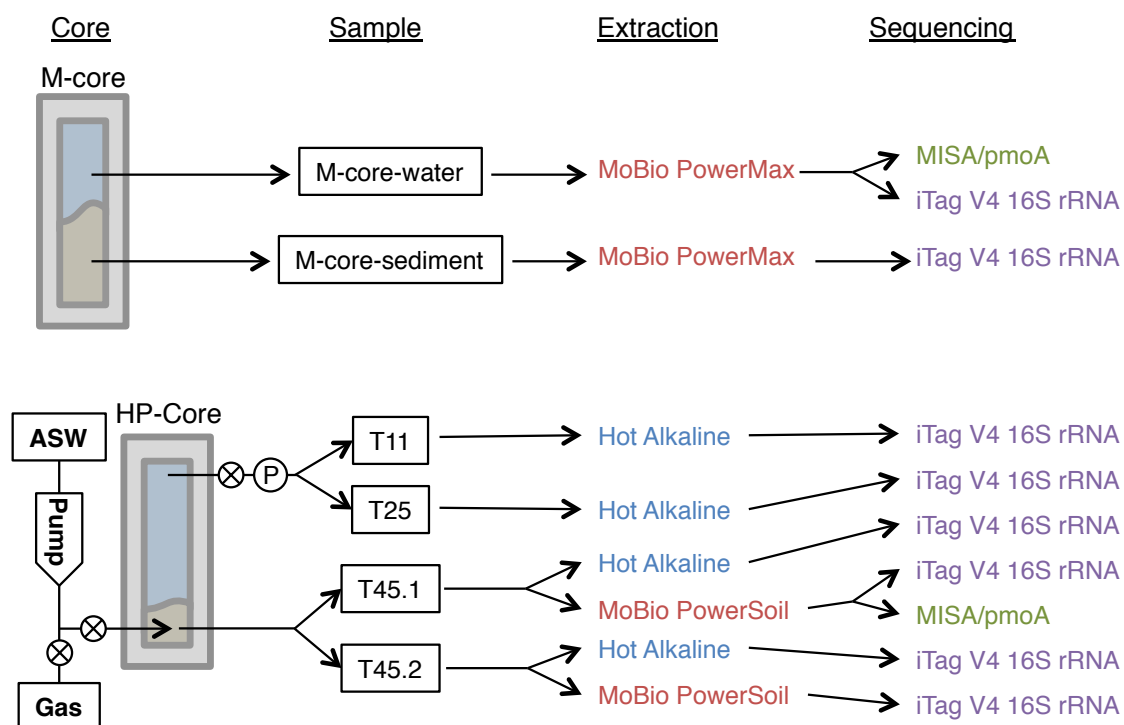 Core Sample Extraction Sequencing
M-core
M-core-water MoBio PowerMax MISA/pmoA
iTag V4 16S rRNA
M-core-sediment MoBio PowerMax iTag V4 16S rRNA
HP-Core
ASW
T11 Hot Alkaline iTag V4 16S rRNA
P
iTag V4 16S rRNA
T25 Hot Alkaline
Pump
iTag V4 16S rRNA
Hot Alkaline
T45.1
iTag V4 16S rRNA
MoBio PowerSoil MISA/pmoA
Hot Alkaline iTag V4 16S rRNA
T45.2
MoBio PowerSoil iTag V4 16S rRNA
Gas